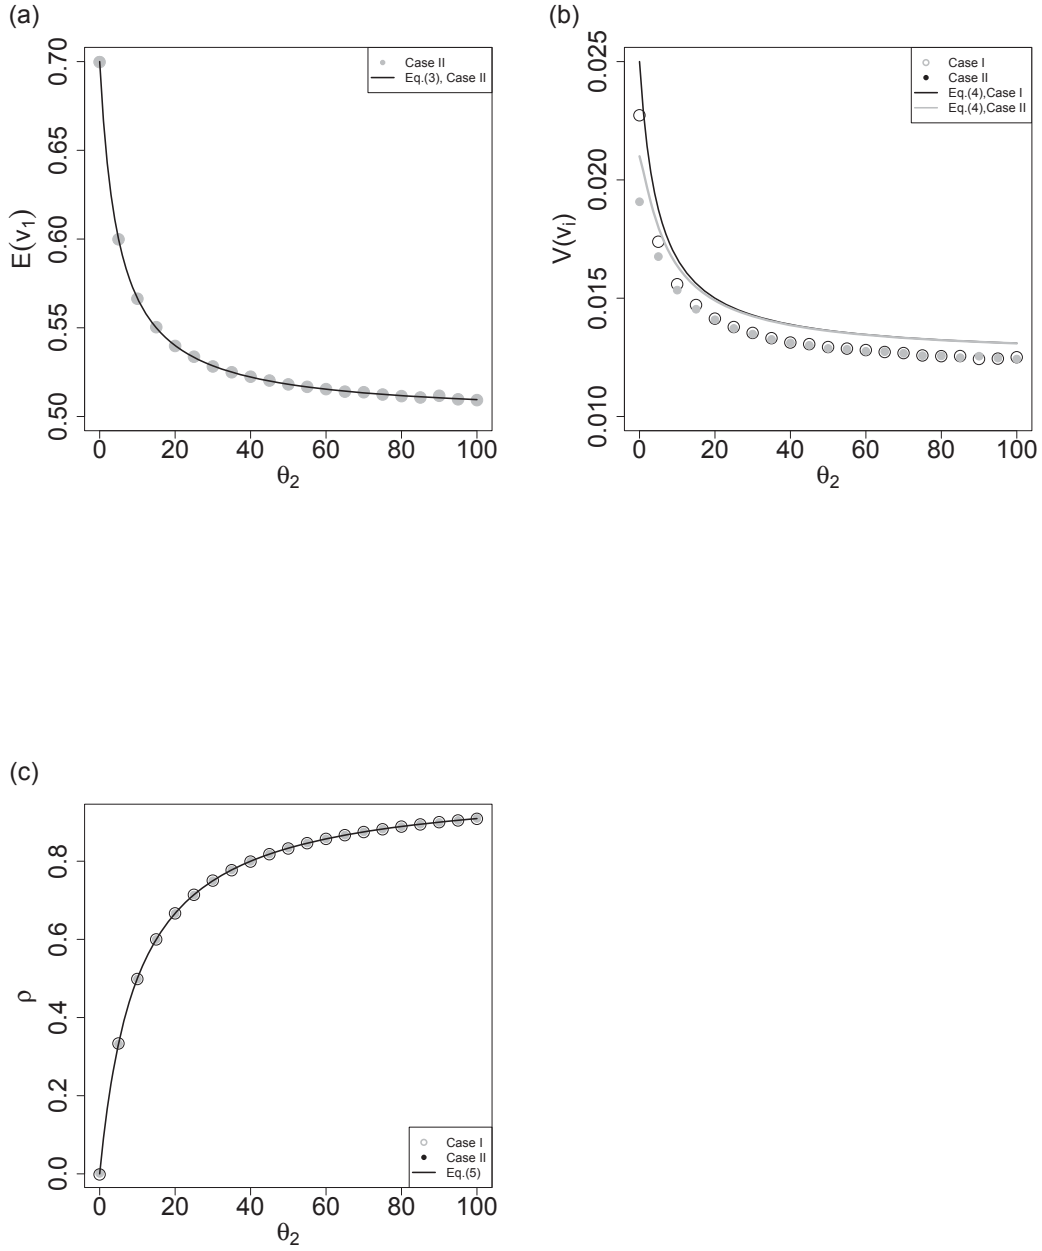 (a)
0.70
0.65
0.60
0.55
0.50
E(v1)
Case II
Eq.(3), Case II
0 20 40 60 80 100
θ2
(b)
0.025
0.020
0.015
0.010
V(vi)
Case I
Case II
Eq.(4),Case I
Eq.(4),Case II
0 20 40 60 80 100
θ2
(c)
0.8
0.6
0.4
0.2
0.0
ρ
Case I
Case II
Eq.(5)
0 20 40 60 80 100
θ2